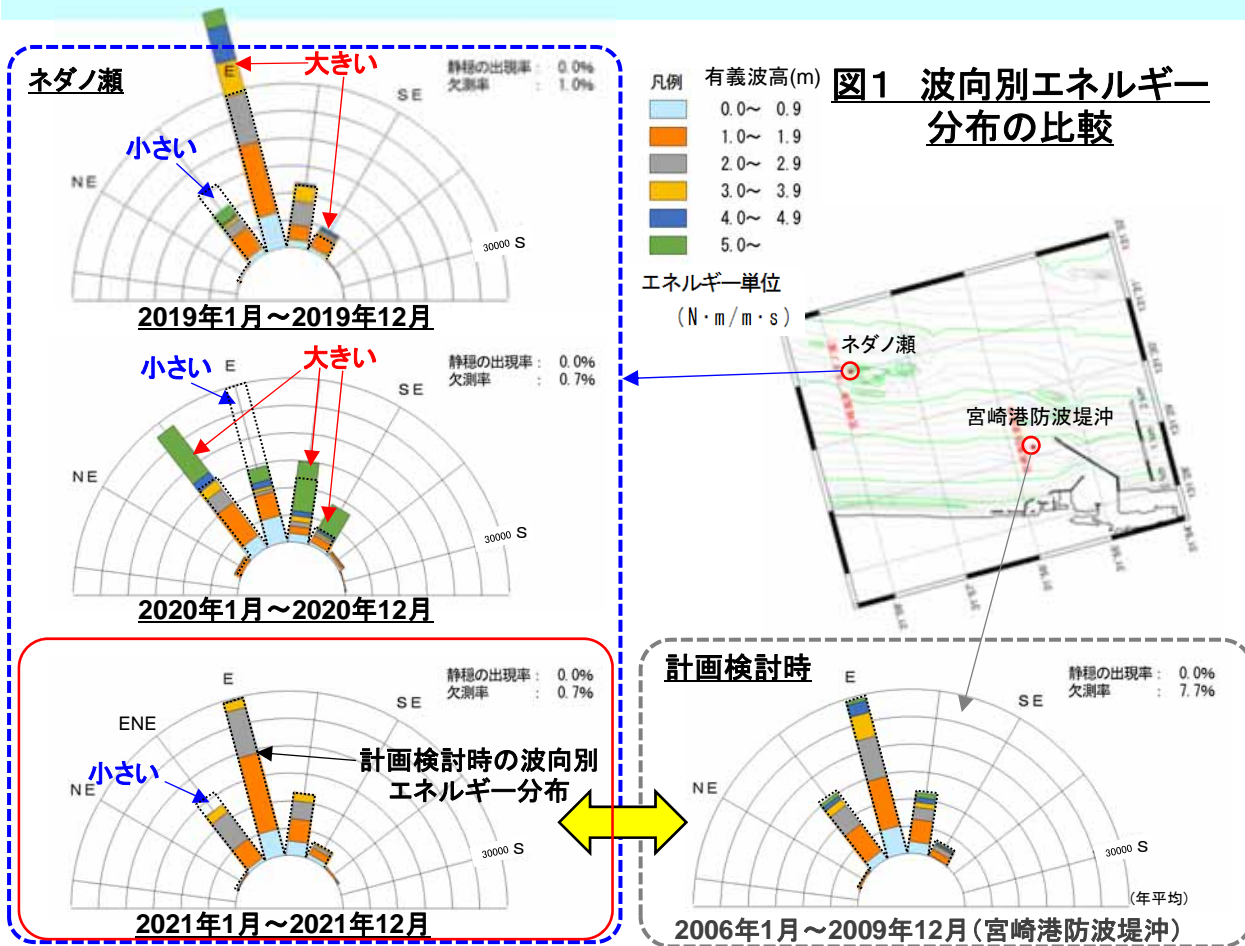 図1 波向別エネルギー
分布の比較
ネダノ瀬
静穏の出現率: 0.0%
欠測率 : 1.0%
大きい
小さい
NE
E
SE
30000 S
2019年1月～2019年12月
静穏の出現率: 0.0%
欠測率 : 0.7%
小さい
大きい
NE
E
SE
30000 S
2020年1月～2020年12月
静穏の出現率: 0.0%
欠測率 : 0.7%
小さい
NE
ENE
E
SE
30000 S
計画検討時の波向別
エネルギー分布
2021年1月～2021年12月
凡例 有義波高(m)
0.0～ 0.9
1.0～ 1.9
2.0～ 2.9
3.0～ 3.9
4.0～ 4.9
5.0～
エネルギー単位
(N・m/m・s)
ネダノ瀬
宮崎港防波堤沖
計画検討時
静穏の出現率: 0.0%
欠測率 : 7.7%
NE
E
SE
30000 S
(年平均)
2006年1月～2009年12月(宮崎港防波堤沖)